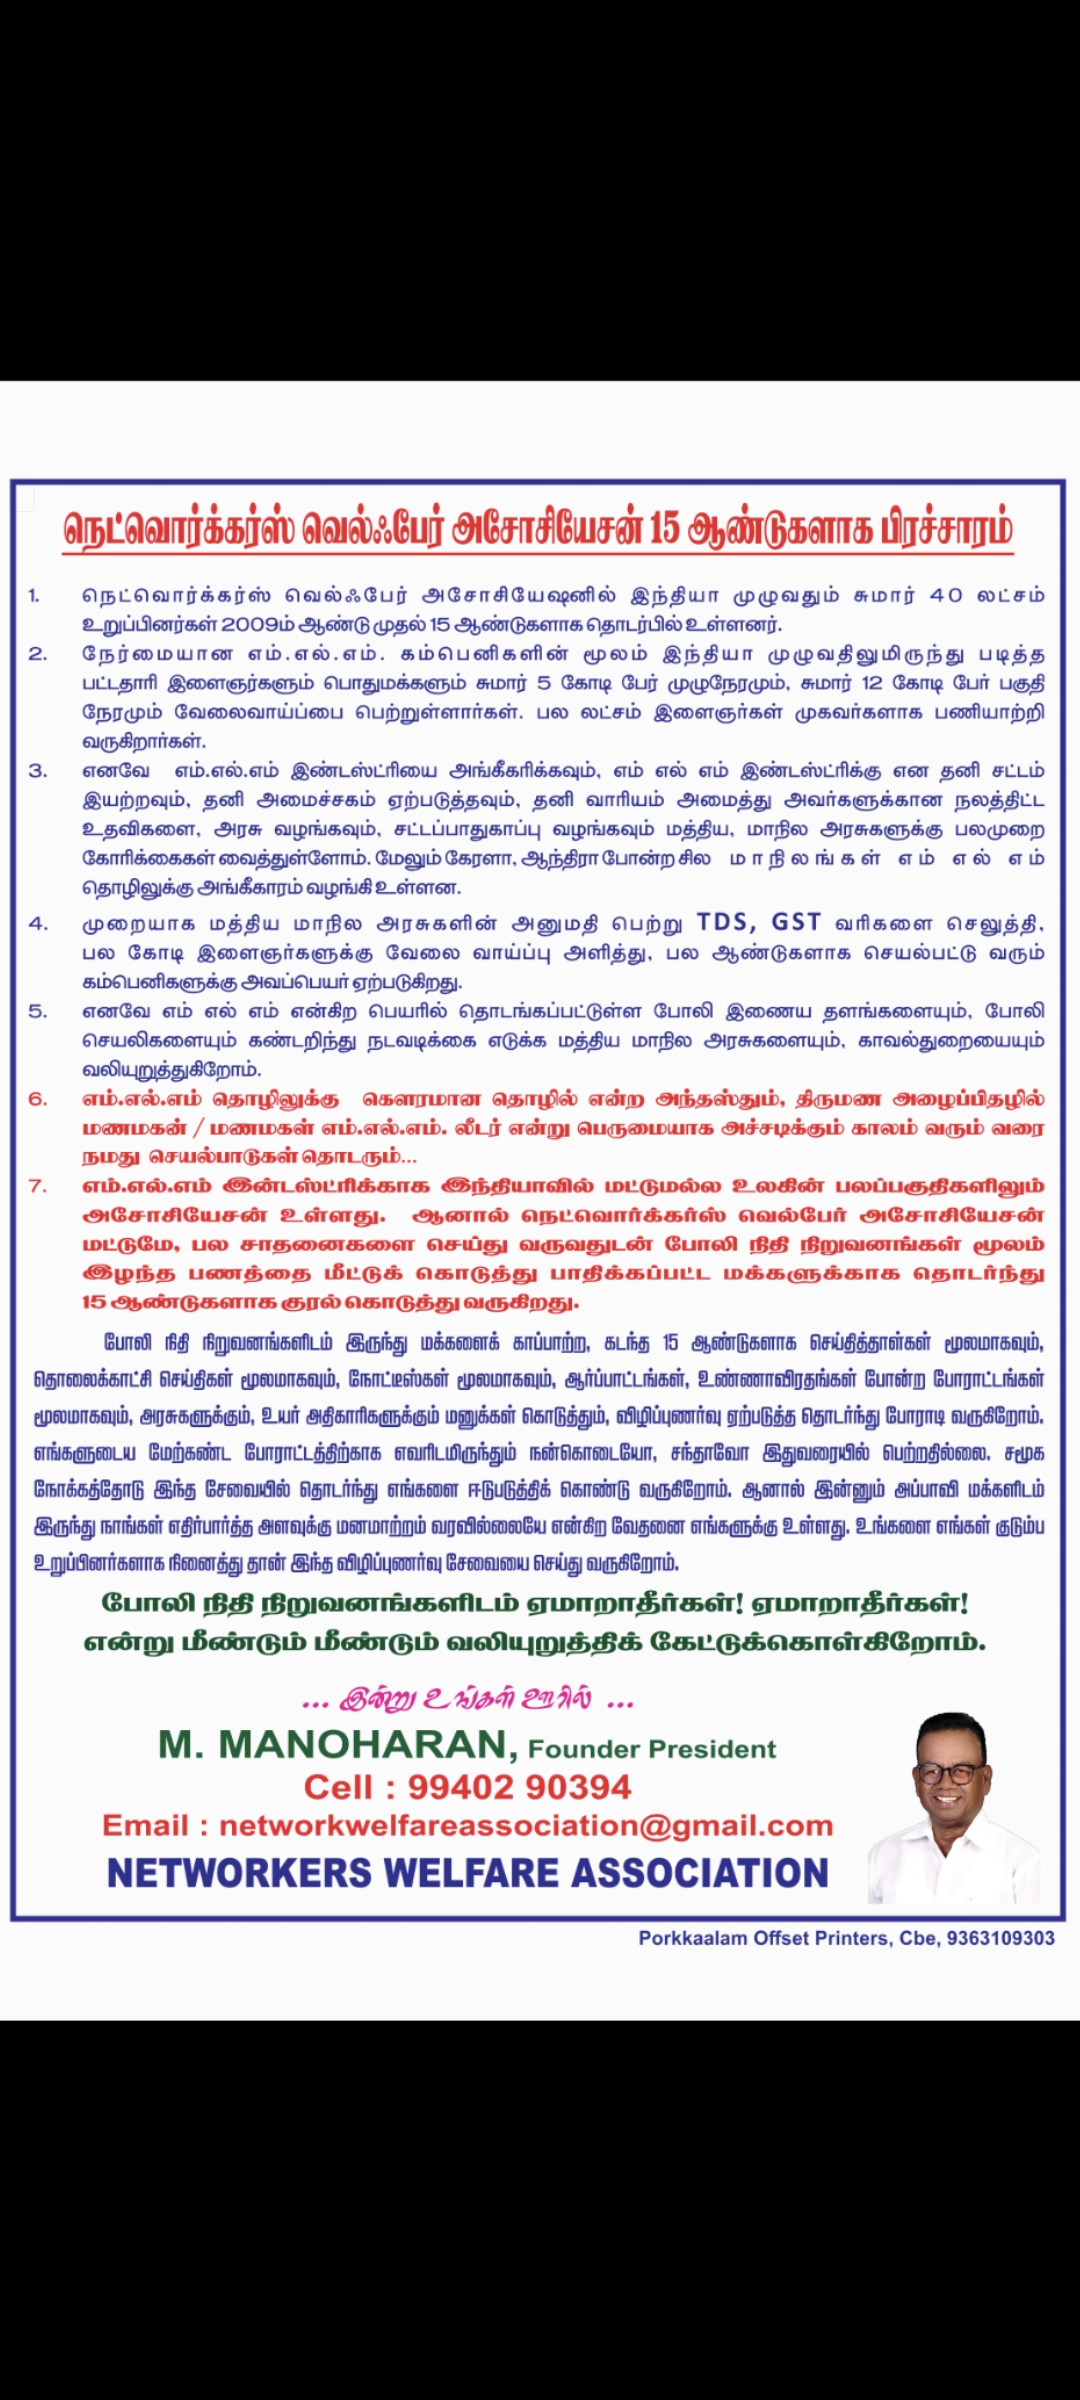 நெட்வொர்க்கர்ஸ் வெல்ஃபேர் அசோசியேசன் 15 ஆண்டுகளாக பிரச்சாரம்
1. நெட்வொர்க்கர்ஸ் வெல்ஃபேர் அசோசியேஷனில் இந்தியா முழுவதும் சுமார் 40 லட்சம்
உறுப்பினர்கள் 2009ம் ஆண்டு முதல் 15 ஆண்டுகளாக தொடர்பில் உள்ளனர்.
2. நேர்மையான எம்.எல்.எம். கம்பெனிகளின் மூலம் இந்தியா முழுவதிலுமிருந்து படித்த
பட்டதாரி இளைஞர்களும் பொதுமக்களும் சுமார் 5 கோடி பேர் முழுநேரமும், சுமார் 12 கோடி பேர் பகுதி
நேரமும் வேலைவாய்ப்பை பெற்றுள்ளார்கள். பல லட்சம் இளைஞர்கள் முகவர்களாக பணியாற்றி
வருகிறார்கள்.
3. எனவே எம்.எல்.எம் இண்டஸ்ட்ரியை அங்கீகரிக்கவும், எம் எல் எம் இண்டஸ்ட்ரிக்கு என தனி சட்டம்
இயற்றவும், தனி அமைச்சகம் ஏற்படுத்தவும், தனி வாரியம் அமைத்து அவர்களுக்கான நலத்திட்ட
உதவிகளை, அரசு வழங்கவும், சட்டப்பாதுகாப்பு வழங்கவும் மத்திய, மாநில அரசுகளுக்கு பலமுறை
கோரிக்கைகள் வைத்துள்ளோம். மேலும் கேரளா, ஆந்திரா போன்ற சில மாநிலங்கள் எம் எல் எம்
தொழிலுக்கு அங்கீகாரம் வழங்கி உள்ளன.
4. முறையாக மத்திய மாநில அரசுகளின் அனுமதி பெற்று TDS, GST வரிகளை செலுத்தி,
பல கோடி இளைஞர்களுக்கு வேலை வாய்ப்பு அளித்து, பல ஆண்டுகளாக செயல்பட்டு வரும்
கம்பெனிகளுக்கு அவப்பெயர் ஏற்படுகிறது.
5. எனவே எம் எல் எம் என்கிற பெயரில் தொடங்கப்பட்டுள்ள போலி இணைய தளங்களையும், போலி
செயலிகளையும் கண்டறிந்து நடவடிக்கை எடுக்க மத்திய மாநில அரசுகளையும், காவல்துறையையும்
வலியுறுத்துகிறோம்.
6. எம்.எல்.எம் தொழிலுக்கு கௌரமான தொழில் என்ற அந்தஸ்தும், திருமண அழைப்பிதழில்
மணமகன் / மணமகள் எம்.எல்.எம். லீடர் என்று பெருமையாக அச்சடிக்கும் காலம் வரும் வரை
நமது செயல்பாடுகள் தொடரும்...
7. எம்.எல்.எம் இன்டஸ்ட்ரிக்காக இந்தியாவில் மட்டுமல்ல உலகின் பலப்பகுதிகளிலும்
அசோசியேசன் உள்ளது. ஆனால் நெட்வொர்க்கர்ஸ் வெல்பேர் அசோசியேசன்
மட்டுமே, பல சாதனைகளை செய்து வருவதுடன் போலி நிதி நிறுவனங்கள் மூலம்
இழந்த பணத்தை மீட்டுக் கொடுத்து பாதிக்கப்பட்ட மக்களுக்காக தொடர்ந்து
15 ஆண்டுகளாக குரல் கொடுத்து வருகிறது.
போலி நிதி நிறுவனங்களிடம் இருந்து மக்களைக் காப்பாற்ற, கடந்த 15 ஆண்டுகளாக செய்தித்தாள்கள் மூலமாகவும்,
தொலைக்காட்சி செய்திகள் மூலமாகவும், நோட்டீஸ்கள் மூலமாகவும், ஆர்ப்பாட்டங்கள், உண்ணாவிரதங்கள் போன்ற போராட்டங்கள்
மூலமாகவும், அரசுகளுக்கும், உயர் அதிகாரிகளுக்கும் மனுக்கள் கொடுத்தும், விழிப்புணர்வு ஏற்படுத்த தொடர்ந்து போராடி வருகிறோம்.
எங்களுடைய மேற்கண்ட போராட்டத்திற்காக எவரிடமிருந்தும் நன்கொடையோ, சந்தாவோ இதுவரையில் பெற்றதில்லை. சமூக
நோக்கத்தோடு இந்த சேவையில் தொடர்ந்து எங்களை ஈடுபடுத்திக் கொண்டு வருகிறோம். ஆனால் இன்னும் அப்பாவி மக்களிடம்
இருந்து நாங்கள் எதிர்பார்த்த அளவுக்கு மனமாற்றம் வரவில்லையே என்கிற வேதனை எங்களுக்கு உள்ளது. உங்களை எங்கள் குடும்ப
உறுப்பினர்களாக நினைத்து தான் இந்த விழிப்புணர்வு சேவையை செய்து வருகிறோம்.
போலி நிதி நிறுவனங்களிடம் ஏமாறாதீர்கள்! ஏமாறாதீர்கள்!
என்று மீண்டும் மீண்டும் வலியுறுத்திக் கேட்டுக்கொள்கிறோம்.
... இன்று உங்கள் ஊரில் ...
M. MANOHARAN, Founder President
Cell : 99402 90394
Email : networkwelfareassociation@gmail.com
NETWORKERS WELFARE ASSOCIATION
Porkkaalam Offset Printers, Cbe, 9363109303